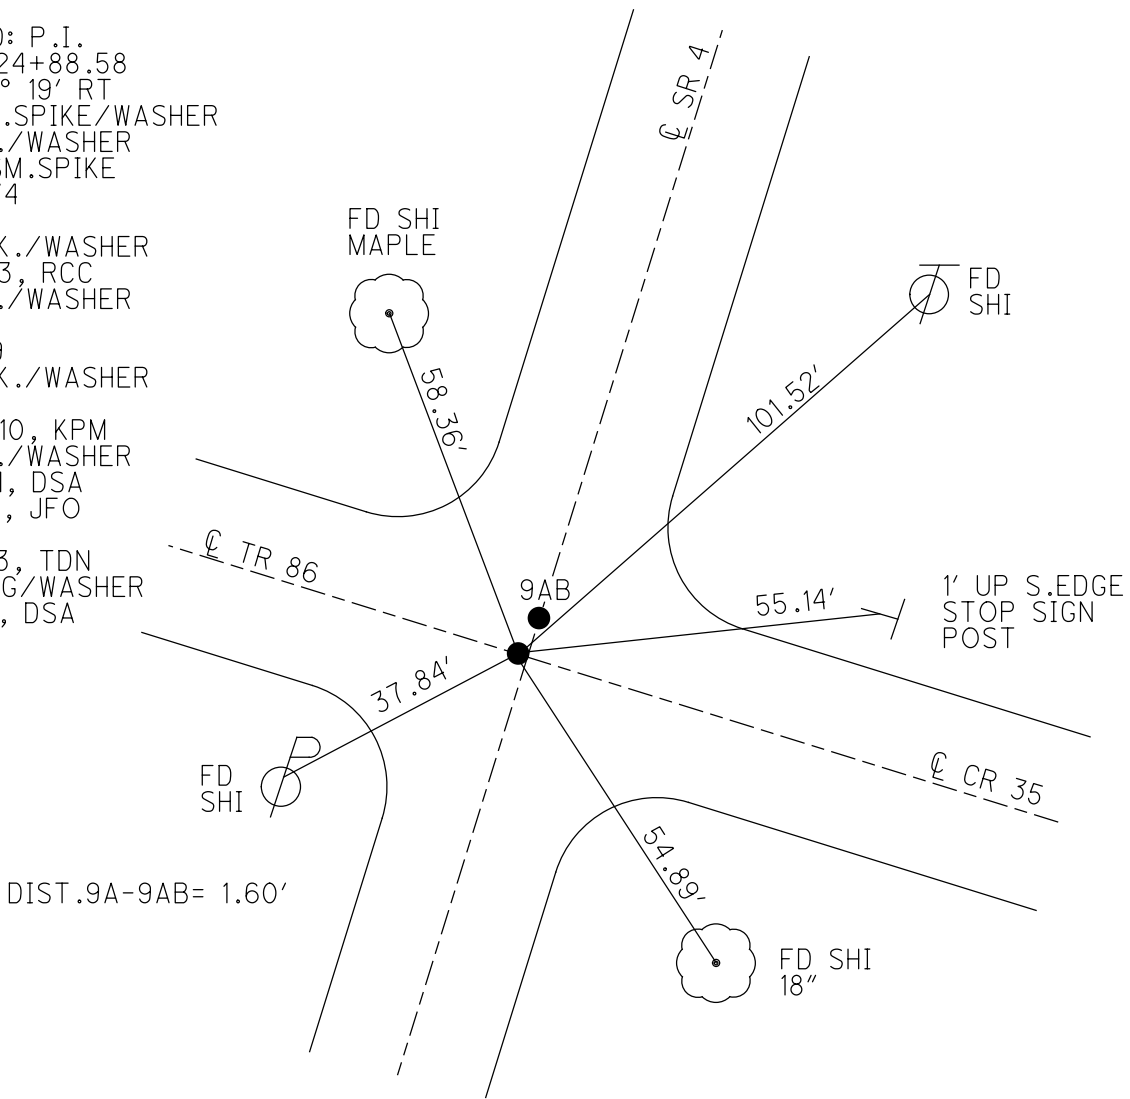 : P.I.
24+88.58
° 19′ RT
.SPIKE/WASHER
./WASHER
SM.SPIKE
4
K./WASHER
3, RCC
./WASHER
K./WASHER
10, KPM
./WASHER
, DSA
, JFO
3, TDN
G/WASHER
, DSA
℄ SR 4
FD SHI
MAPLE
FD
SHI
58.36′
101.52′
℄ TR 86
9AB
55.14′
1′ UP S.EDGE
STOP SIGN
POST
37.84′
FD
SHI
℄ CR 35
54.89′
DIST.9A-9AB= 1.60′
FD SHI
18″